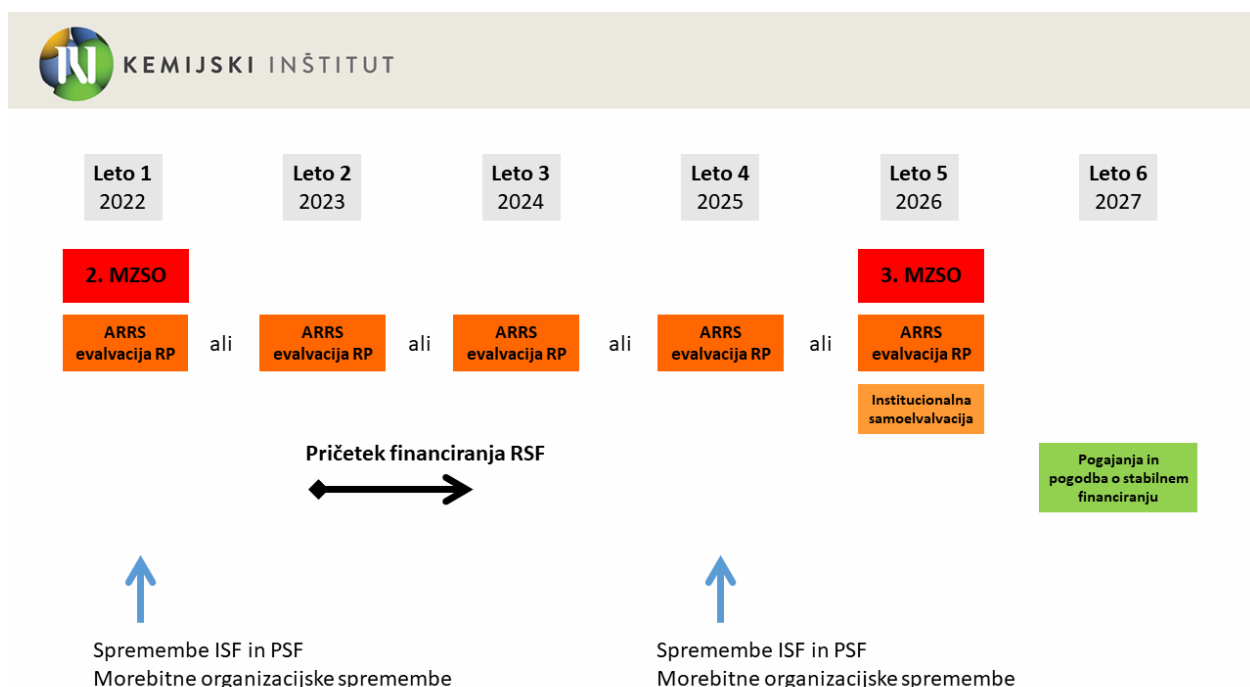 KEMIJSKI INŠTITUT
Leto 1
2022
Leto 2
2023
Leto 3
2024
Leto 4
2025
Leto 5
2026
Leto 6
2027
2. MZSO
3. MZSO
ARRS
evalvacija RP
ali
ARRS
evalvacija RP
ali
ARRS
evalvacija RP
ali
ARRS
evalvacija RP
ali
ARRS
evalvacija RP
Institucionalna
samoelvalvacija
Pričetek financiranja RSF
Pogajanja in
pogodba o stabilnem
financiranju
Spremembe ISF in PSF
Morebitne organizacijske spremembe
Spremembe ISF in PSF
Morebitne organizacijske spremembe